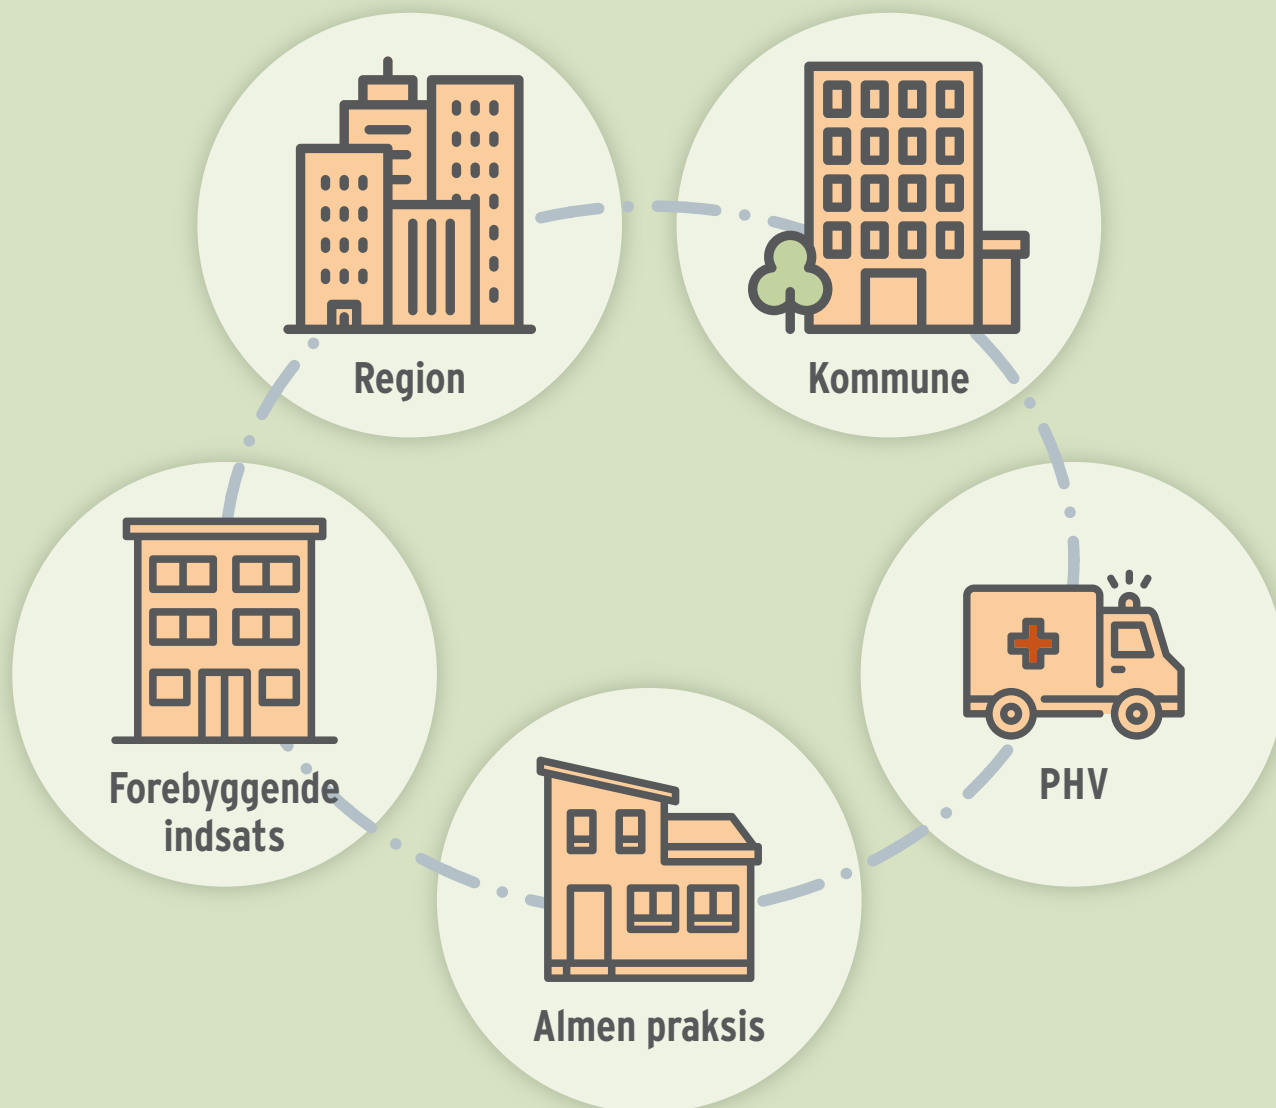 Region
Kommune
Forebyggende
indsats
PHV
Almen praksis